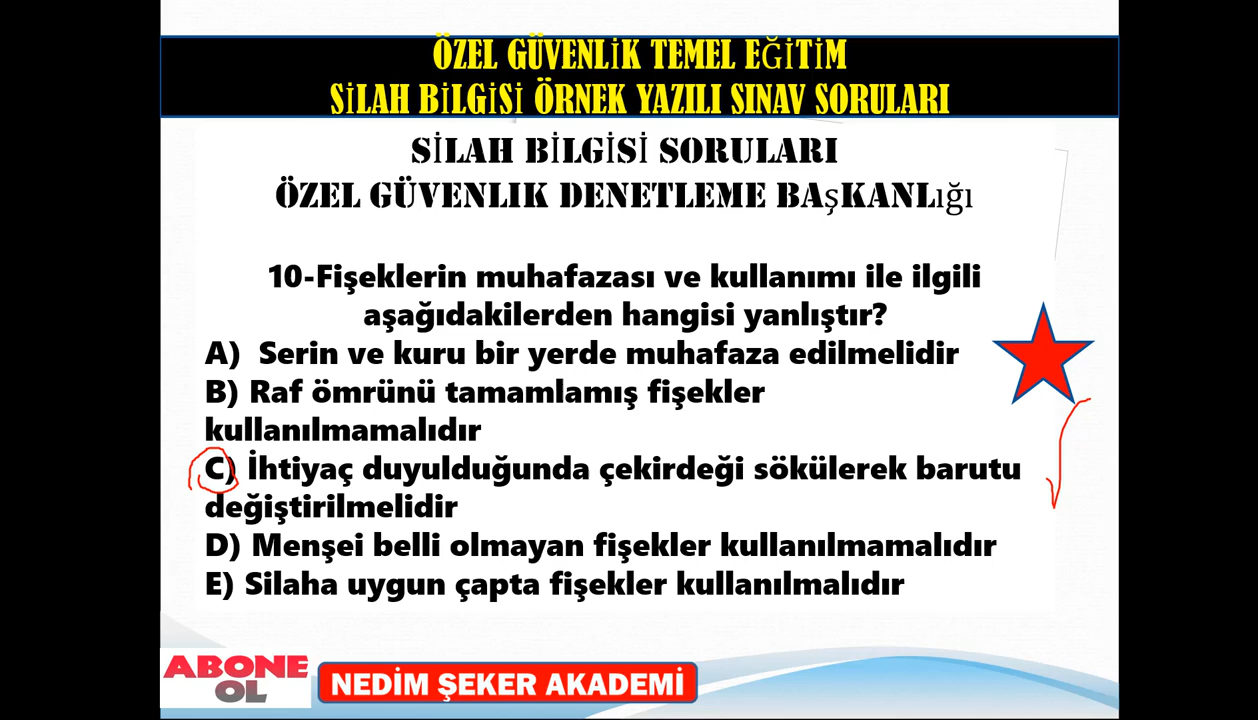 ÖZEL GÜVENLİK TEMEL EĞİTİM
SİLAH BİLGİSİ ÖRNEK YAZILI SINAV SORULARI
SİLAH BİLGİSİ SORULARI
ÖZEL GÜVENLIK DENETLEME BAşKANLığı
10-Fişeklerin muhafazası ve kullanımı ile ilgili
aşağıdakilerden hangisi yanlıştır?
A) Serin ve kuru bir yerde muhafaza edilmelidir
B) Raf ömrünü tamamlamış fişekler
kullanılmamalıdır
C) İhtiyaç duyulduğunda çekirdeği sökülerek barutu
değiştirilmelidir
D) Menşei belli olmayan fişekler kullanılmamalıdır
E) Silaha uygun çapta fişekler kullanılmalıdır
ABONE
OL
NEDİM ŞEKER AKADEMİ